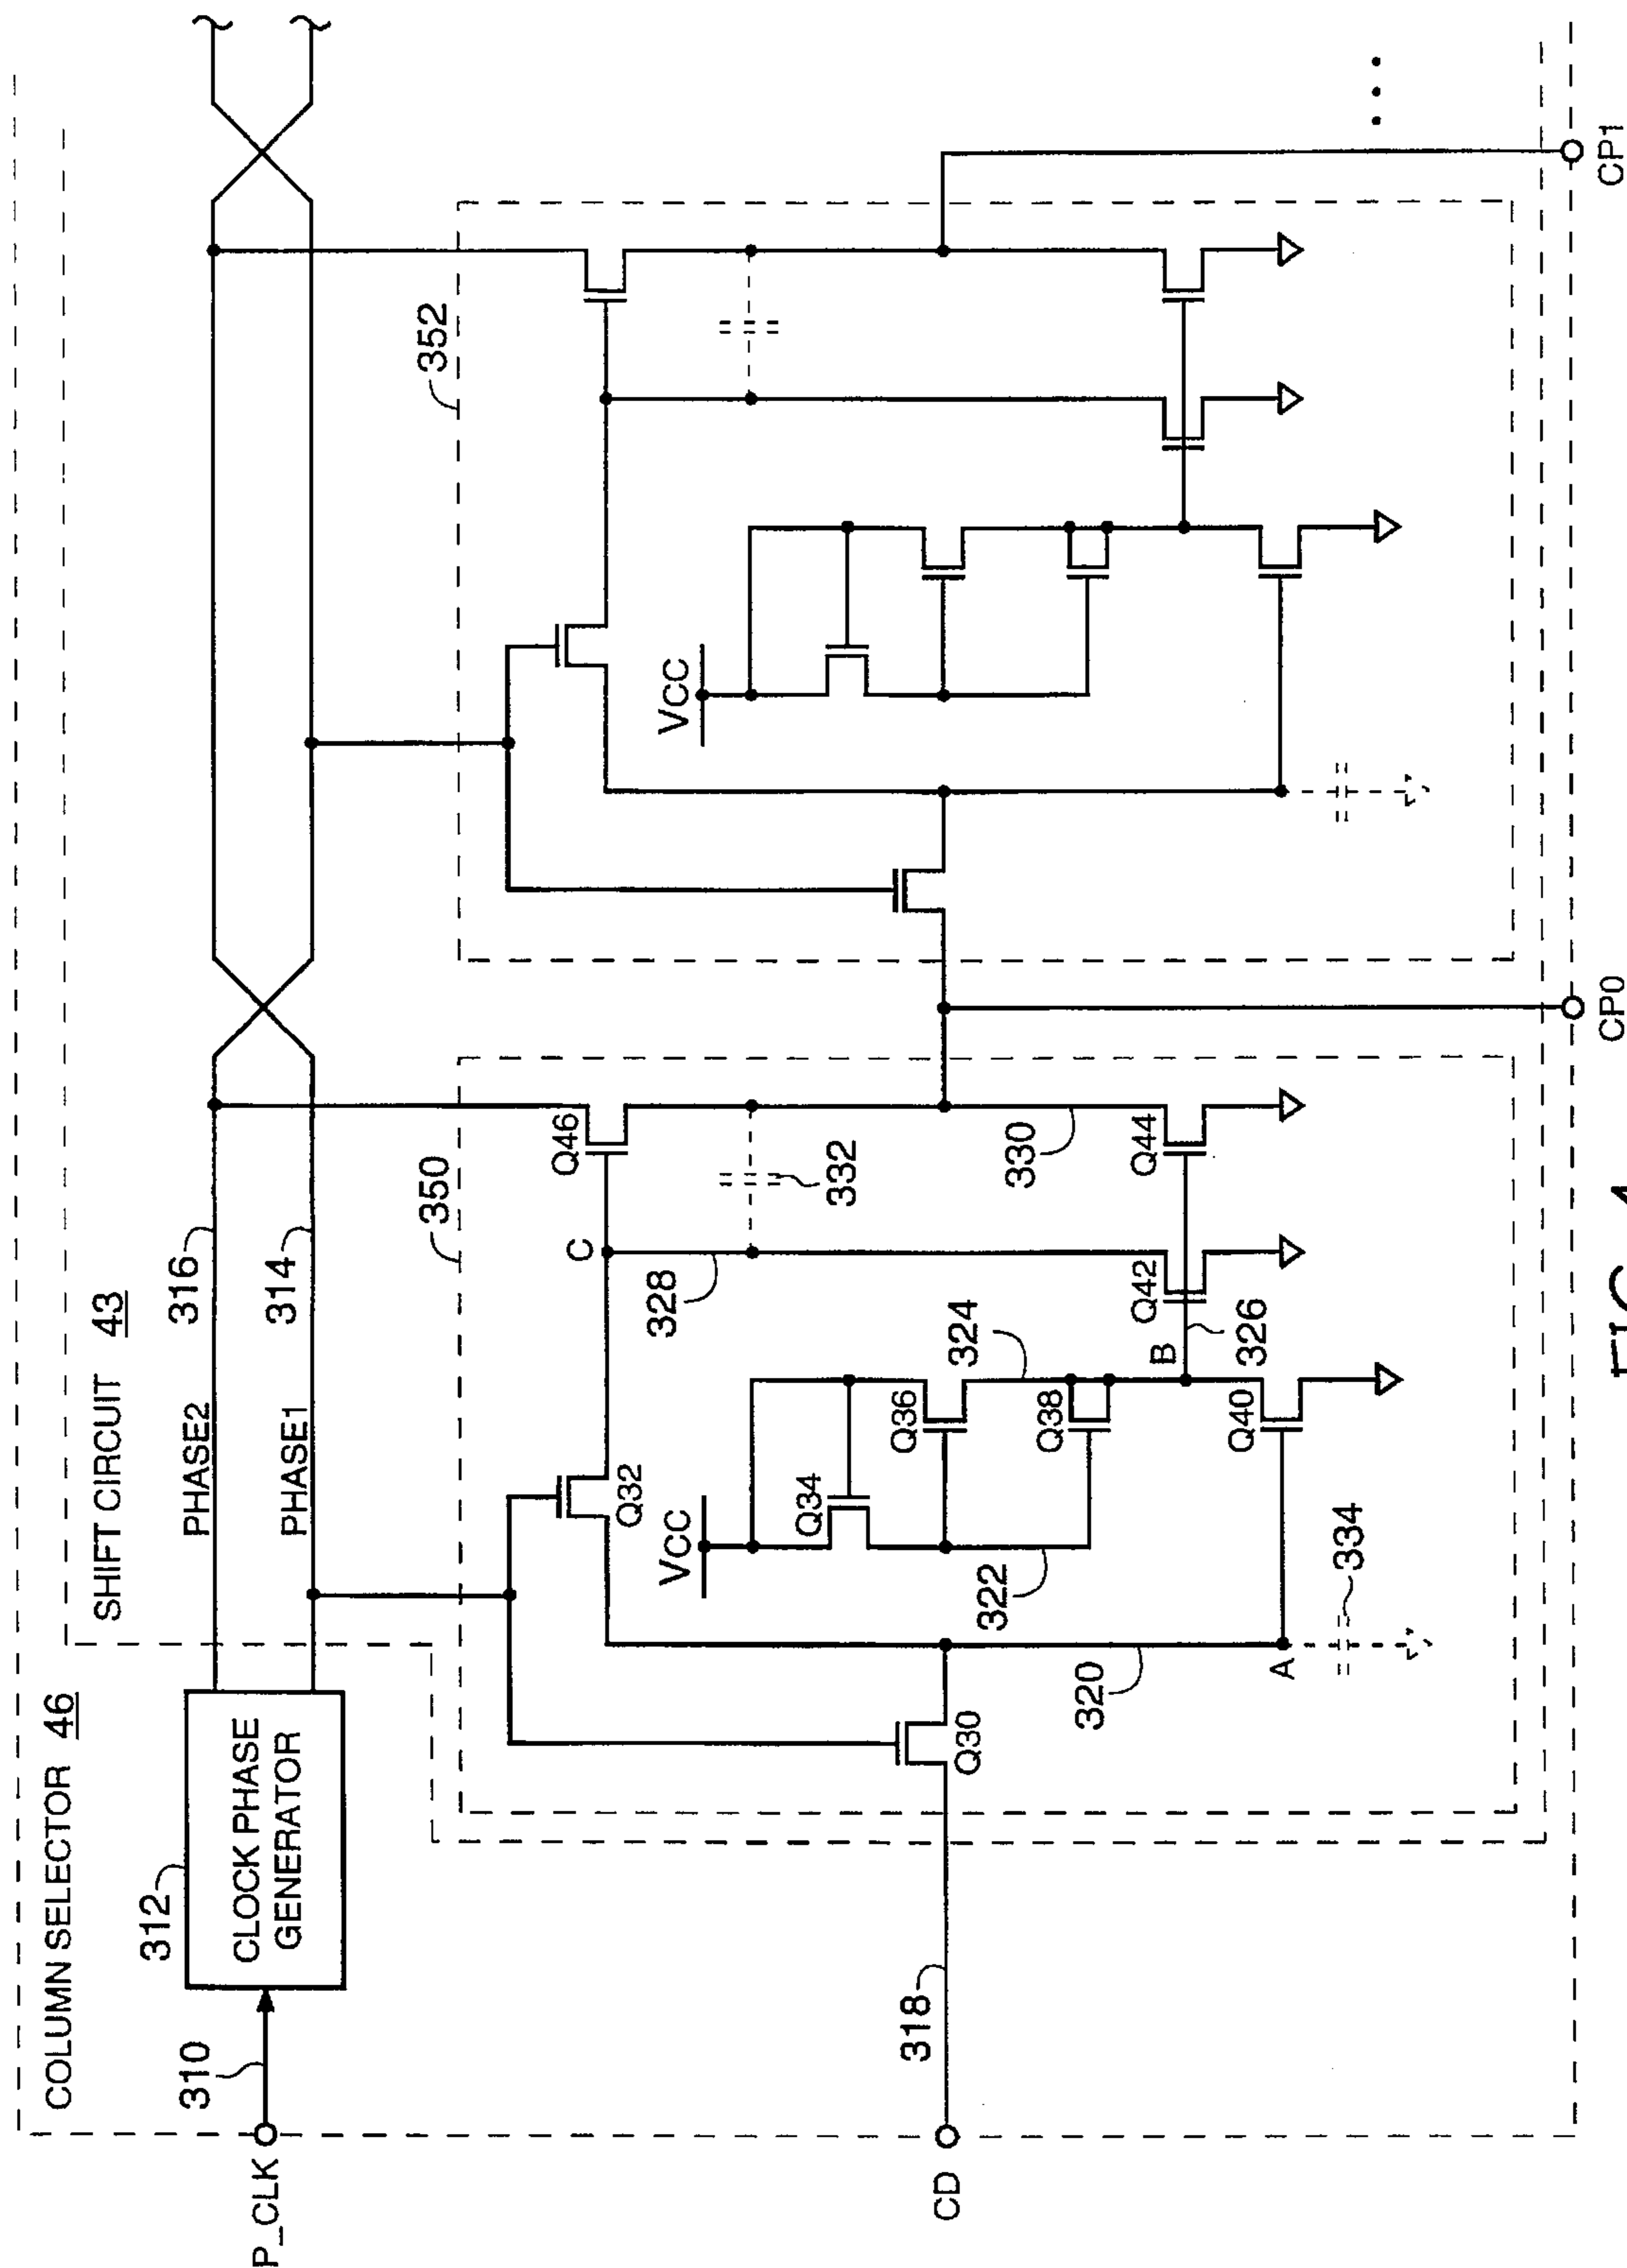 COLUMN SELECTOR 46
SHIFT CIRCUIT 43
P_CLK
310
312
CLOCK PHASE
GENERATOR
PHASE2
316
PHASE1
314
350
352
Q32
C
Q46
VCC
VCC
Q34
Q36
328
332
324
322
Q38
330
318
CD
Q30
320
B
326
Q42
Q44
Q40
A
334
CP0
CP1
...